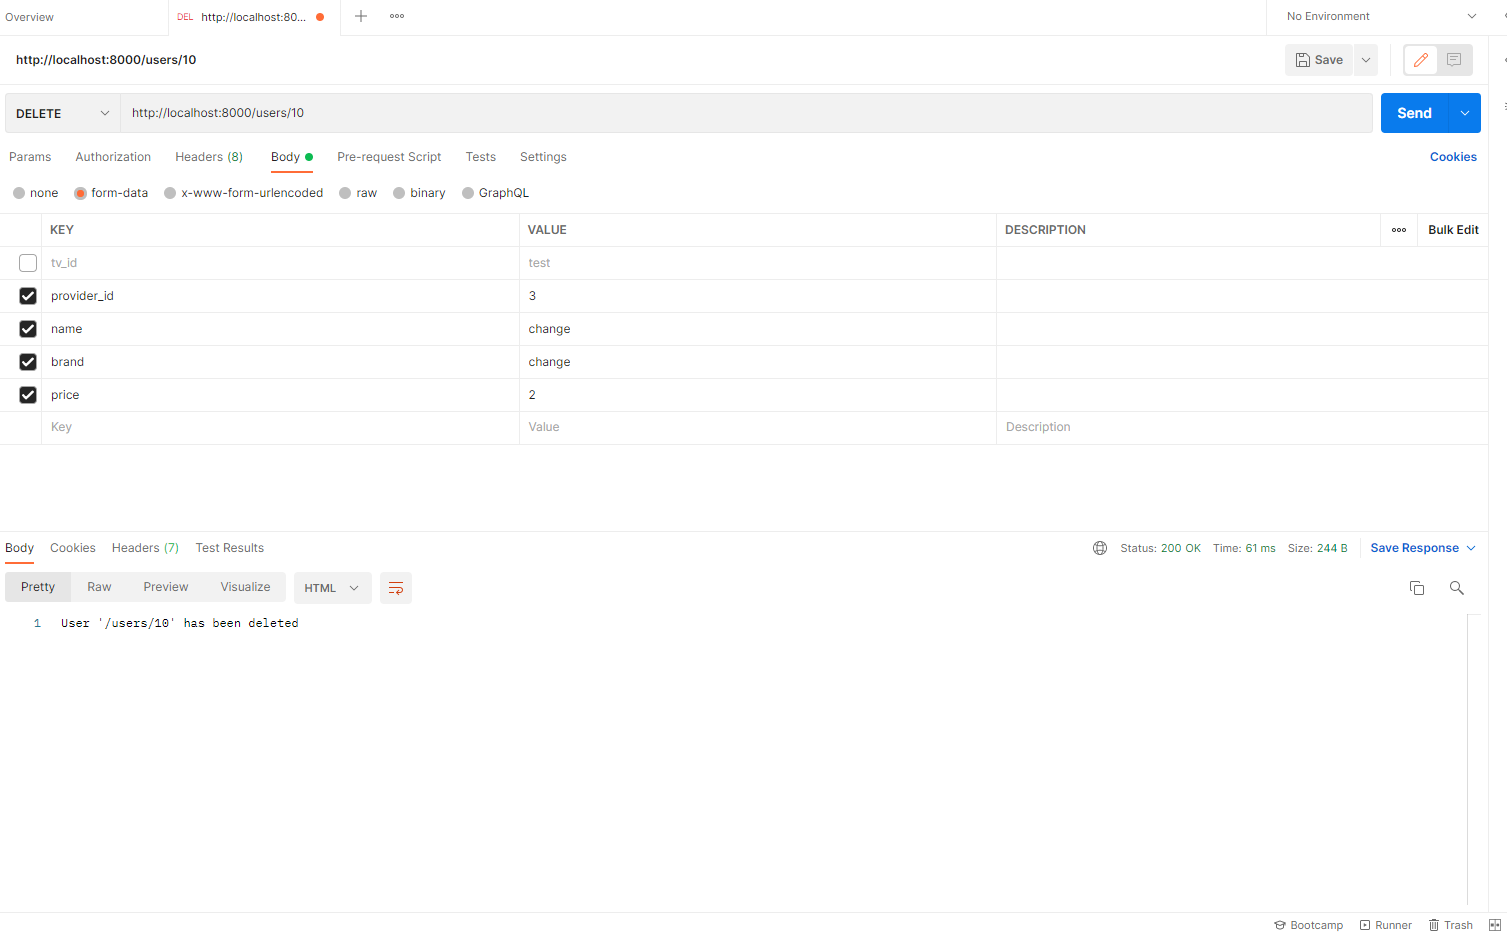 Overview
DEL http://localhost:80...
No Environment
http://localhost:8000/users/10
Save
DELETE http://localhost:8000/users/10 Send
Params Authorization Headers (8) Body Pre-request Script Tests Settings Cookies
none form-data x-www-form-urlencoded raw binary GraphQL
KEY VALUE DESCRIPTION Bulk Edit
tv_id test
provider_id 3
name change
brand change
price 2
Key Value Description
Body Cookies Headers (7) Test Results Status: 200 OK Time: 61 ms Size: 244 B Save Response
Pretty Raw Preview Visualize HTML
1 User '/users/10' has been deleted
Bootcamp Runner Trash